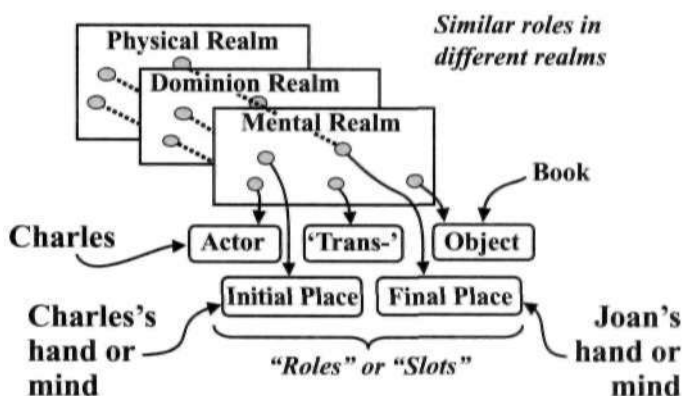 Physical Realm
Similar roles in
different realms
Dominion Realm
Mental Realm
Book
Charles
Actor
‘Trans-’
Object
Initial Place
Final Place
Charles’s
hand or
mind
“Roles” or “Slots”
Joan’s
hand or
mind